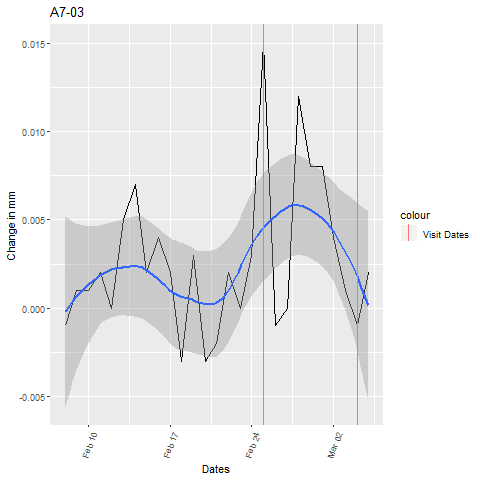 A7-03
0.015
0.010
0.005
0.000
-0.005
Change in mm
Feb 10
Feb 17
Feb 24
Mar 02
Dates
colour
Visit Dates